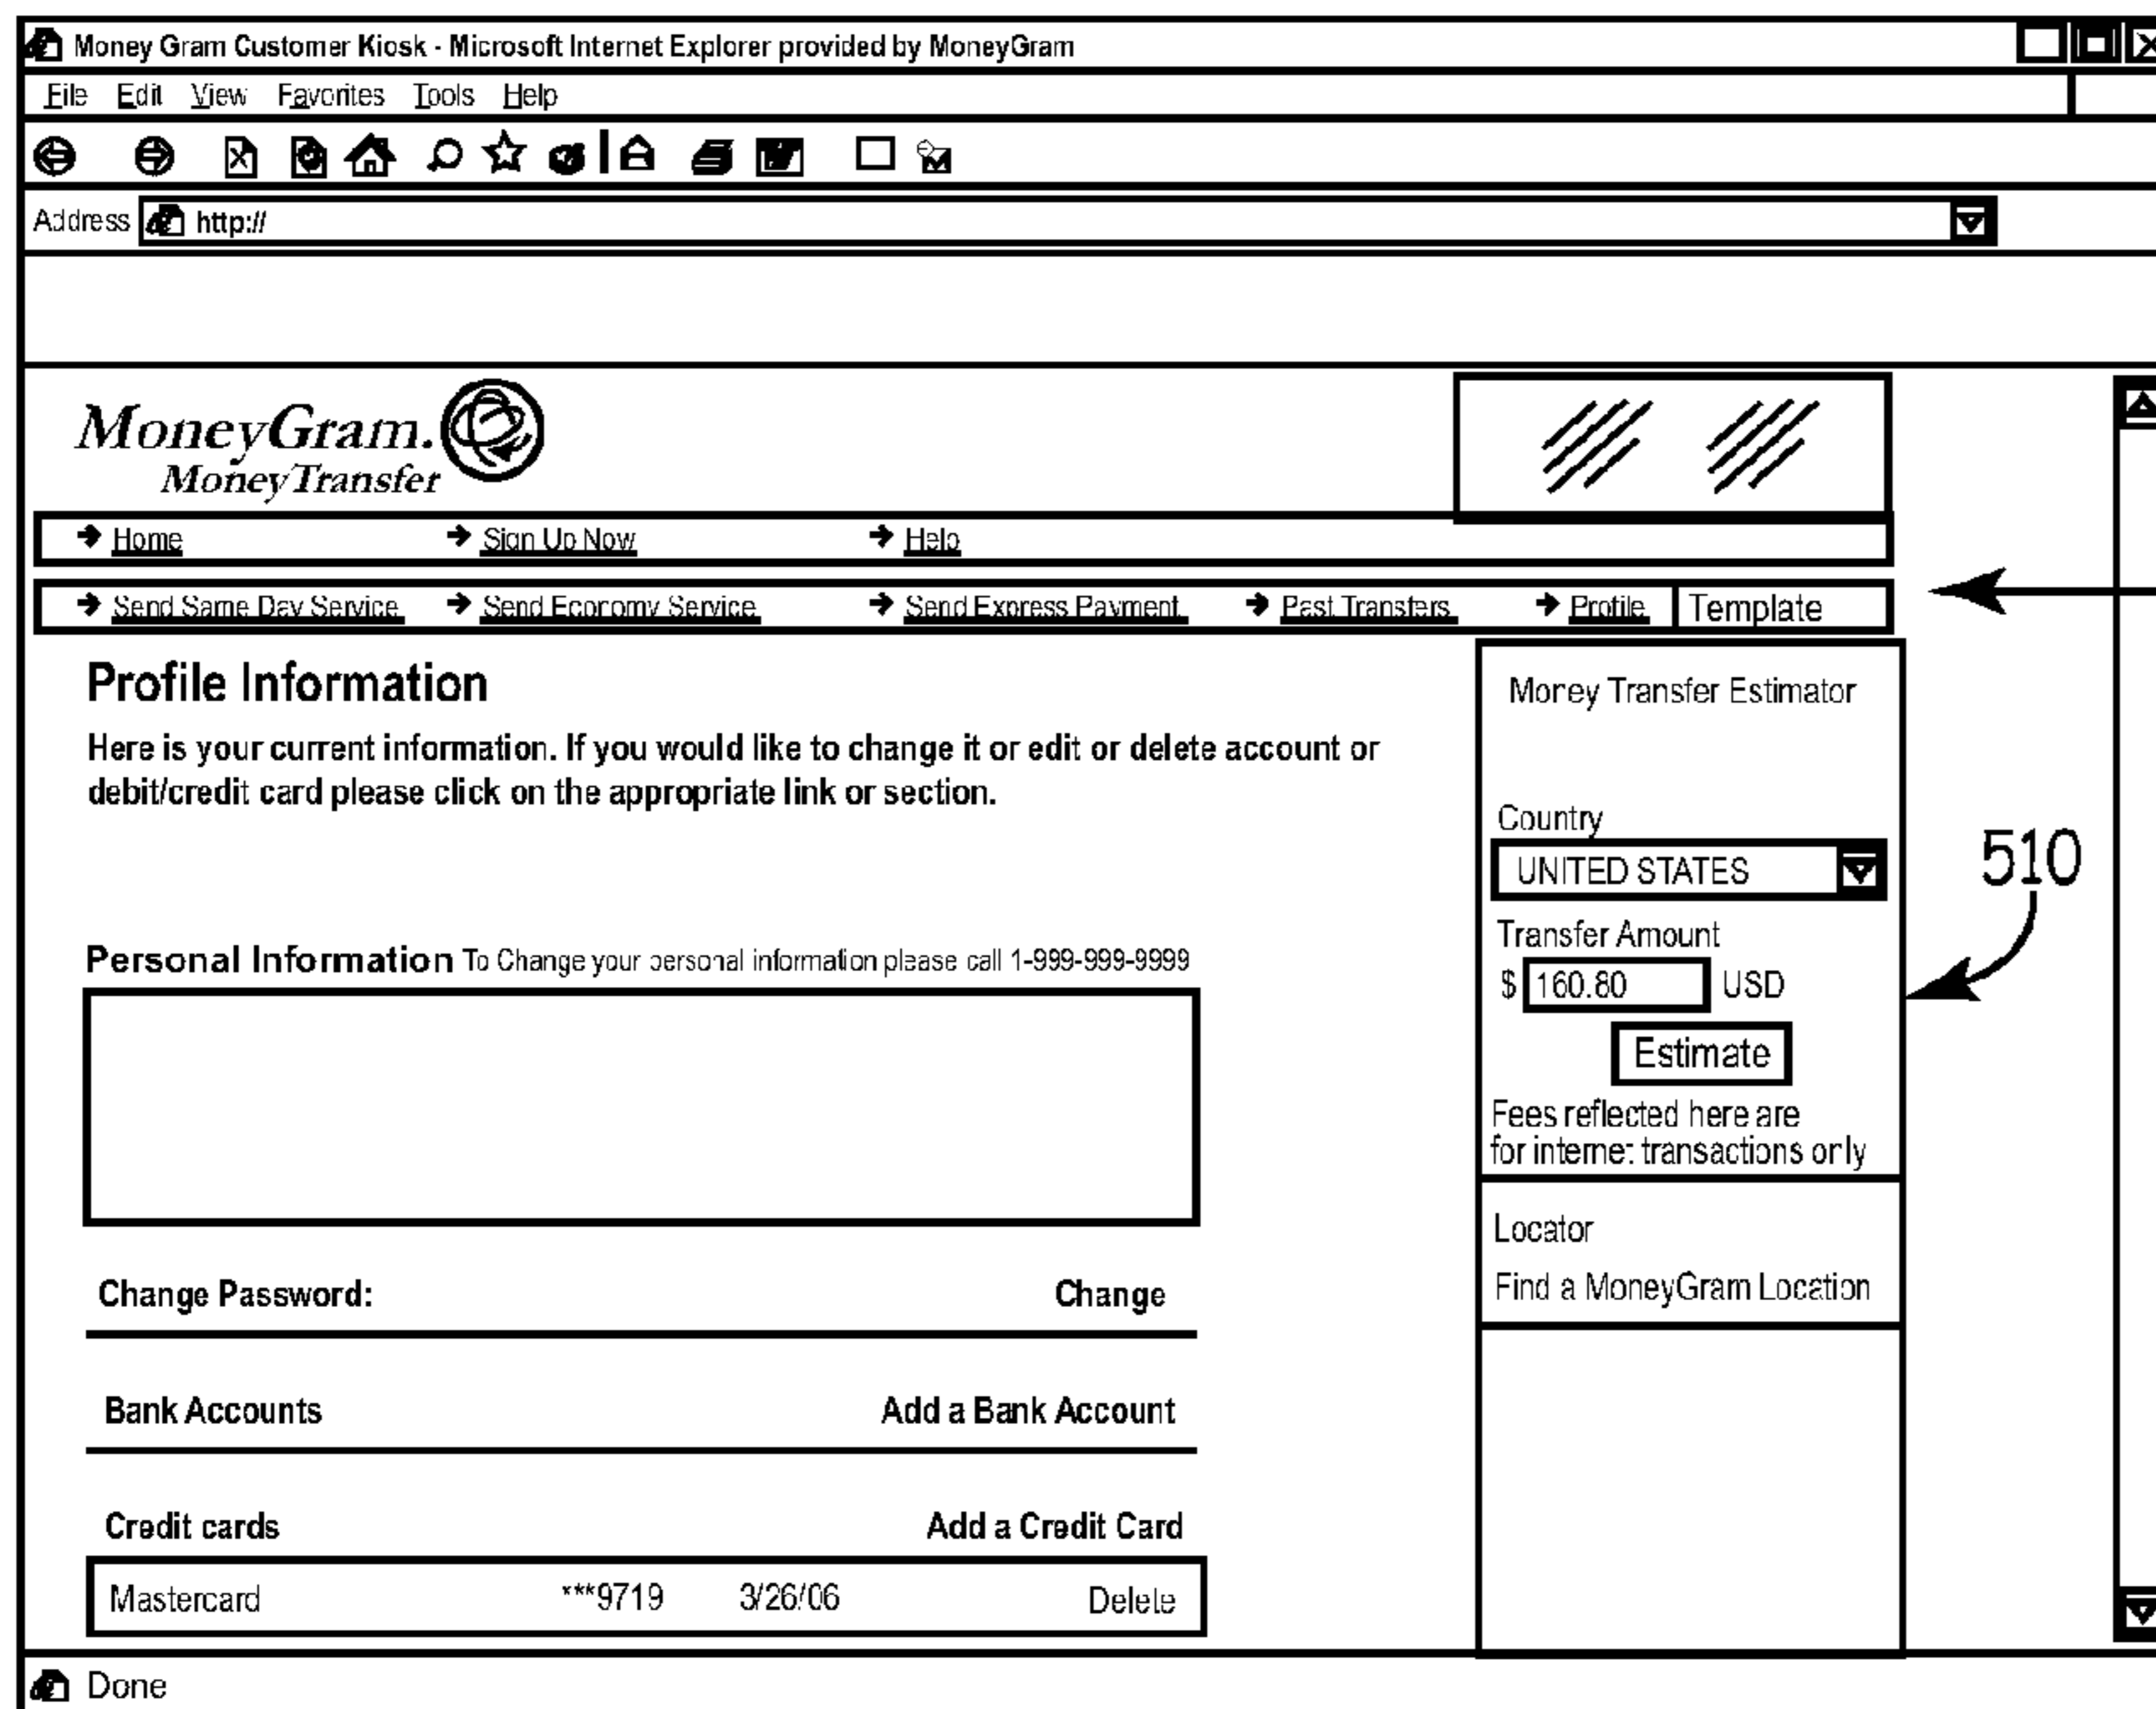 Money Gram Customer Kiosk - Microsoft Internet Explorer provided by MoneyGram
File Edit View Favorites Tools Help
Address http://
MoneyGram.
MoneyTransfer
Home Sign Up Now Help
Send Same Day Service Send Economy Service Send Express Payment Past Transfers Profile Template
Profile Information
Here is your current information. If you would like to change it or edit or delete account or
debit/credit card please click on the appropriate link or section.
Personal Information To Change your personal information please call 1-999-999-9999
Change Password: Change
Bank Accounts Add a Bank Account
Credit cards Add a Credit Card
Mastercard ***9719 3/26/06 Delete
Money Transfer Estimator
Country
UNITED STATES
Transfer Amount
$ 160.80 USD
Estimate
Fees reflected here are
for internet transactions only
Locator
Find a MoneyGram Location
510
Done